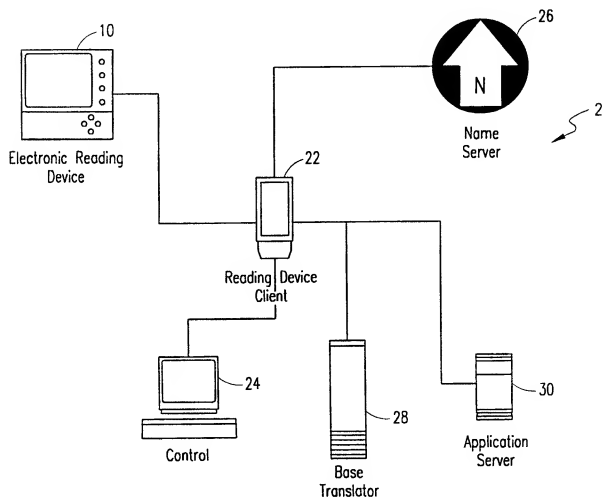 10
26
N
2
Name
Server
Electronic Reading
Device
22
Reading Device
Client
24
28
30
Control
Application
Server
Base
Translator